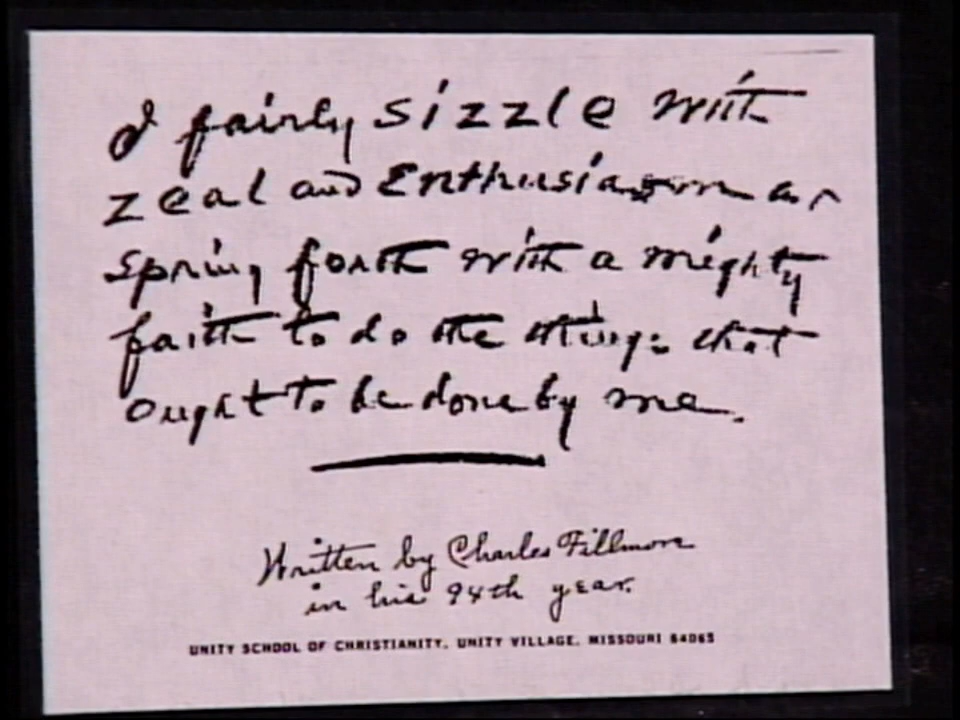 I fairly sizzle with
zeal and Enthusiasm as
spring forth with a mighty
faith to do the things that
ought to be done by me.
Written by Charles Fillmore
in his 94th year.
UNITY SCHOOL OF CHRISTIANITY, UNITY VILLAGE, MISSOURI 64065